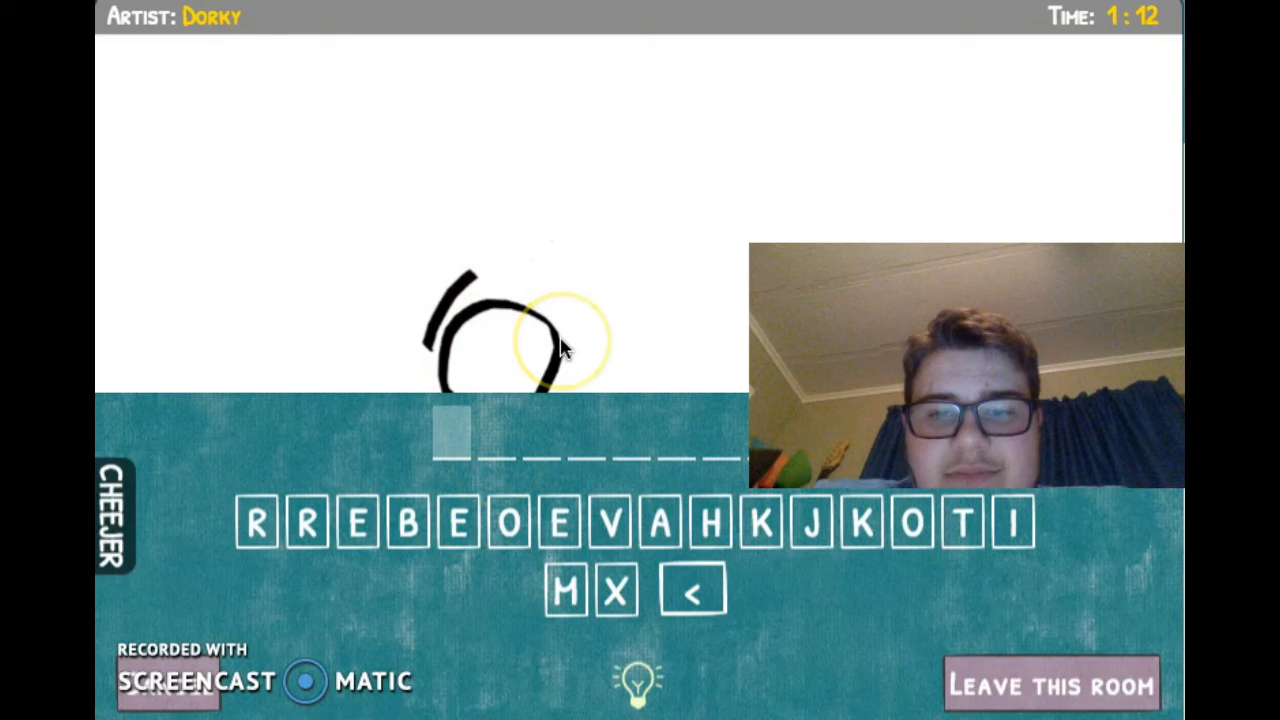 ARTIST: DORKY
TIME: 1 : 12
CHEEJER
R R E B E O E V A H K J K O T I
M X <
RECORDED WITH
SCREENCAST MATIC
LEAVE THIS ROOM